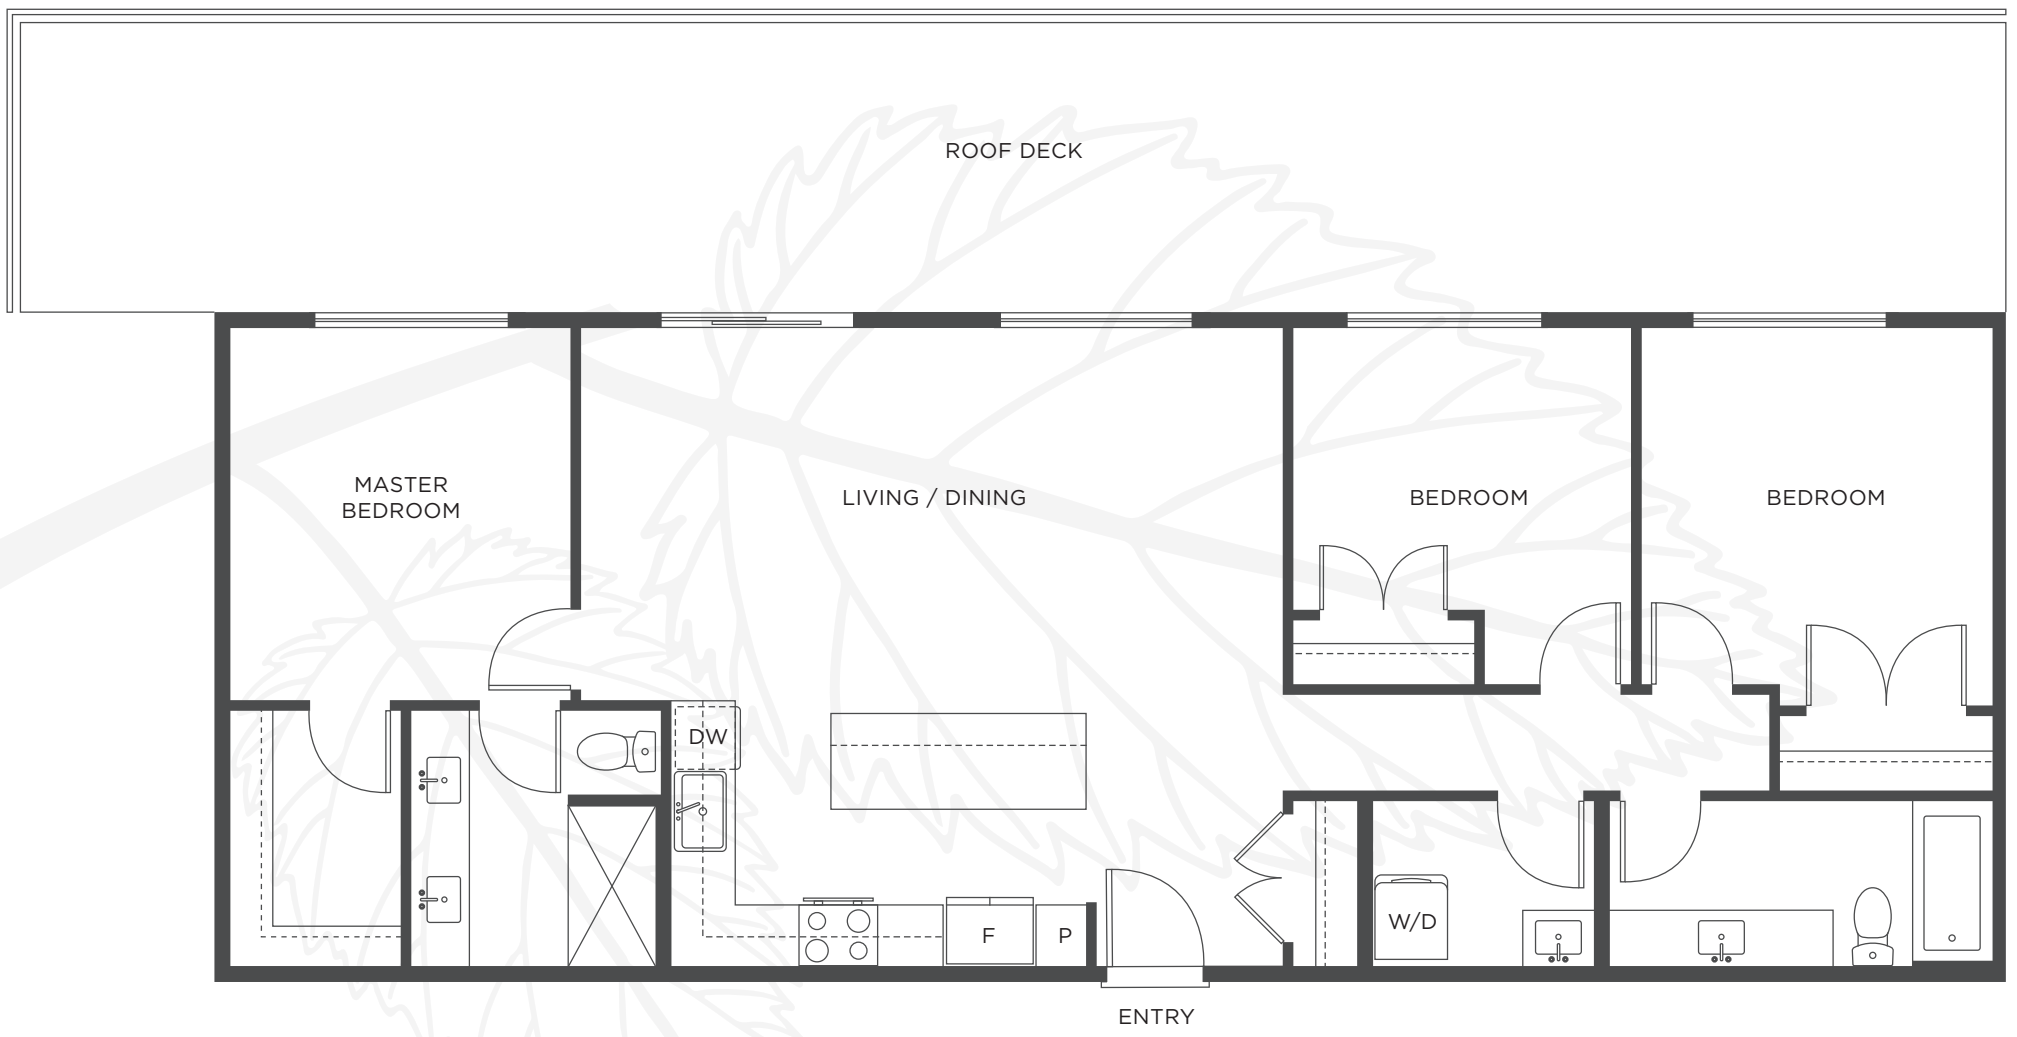 ROOF DECK
MASTER
BEDROOM
LIVING / DINING
BEDROOM
BEDROOM
DW
W/D
F
P
ENTRY